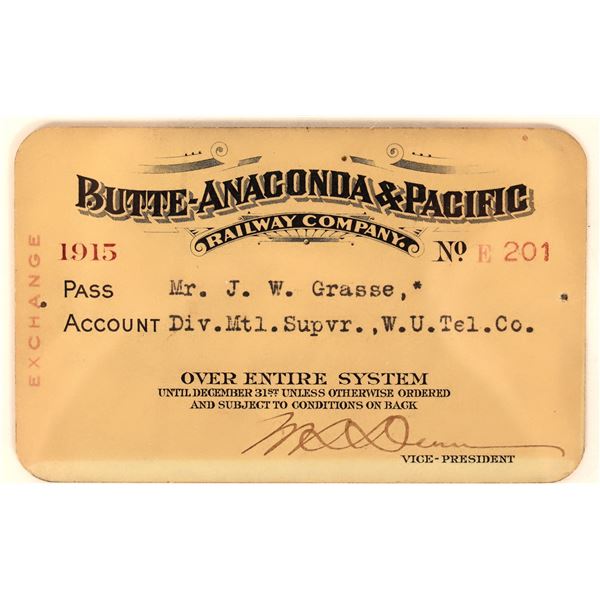 BUTTE-ANACONDA & PACIFIC
RAILWAY COMPANY.
1915 No E 201
EXCHANGE
PASS Mr. J. W. Grasse,*
ACCOUNT Div.Mtl.Supvr.,W.U.Tel.Co.
OVER ENTIRE SYSTEM
UNTIL DECEMBER 31ST UNLESS OTHERWISE ORDERED
AND SUBJECT TO CONDITIONS ON BACK
VICE-PRESIDENT